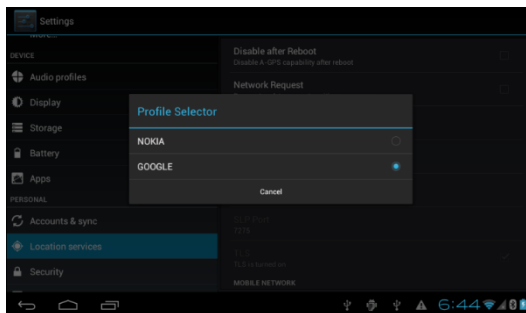 Settings
More...
DEVICE
Audio profiles
Display
Storage
Battery
Apps
PERSONAL
Accounts & sync
Location services
Security
Disable after Reboot
Disable A-GPS capability after reboot
Network Request
Profile Selector
NOKIA
GOOGLE
Cancel
SLP Port
7275
TLS
TLS is turned on
MOBILE NETWORK
6:44